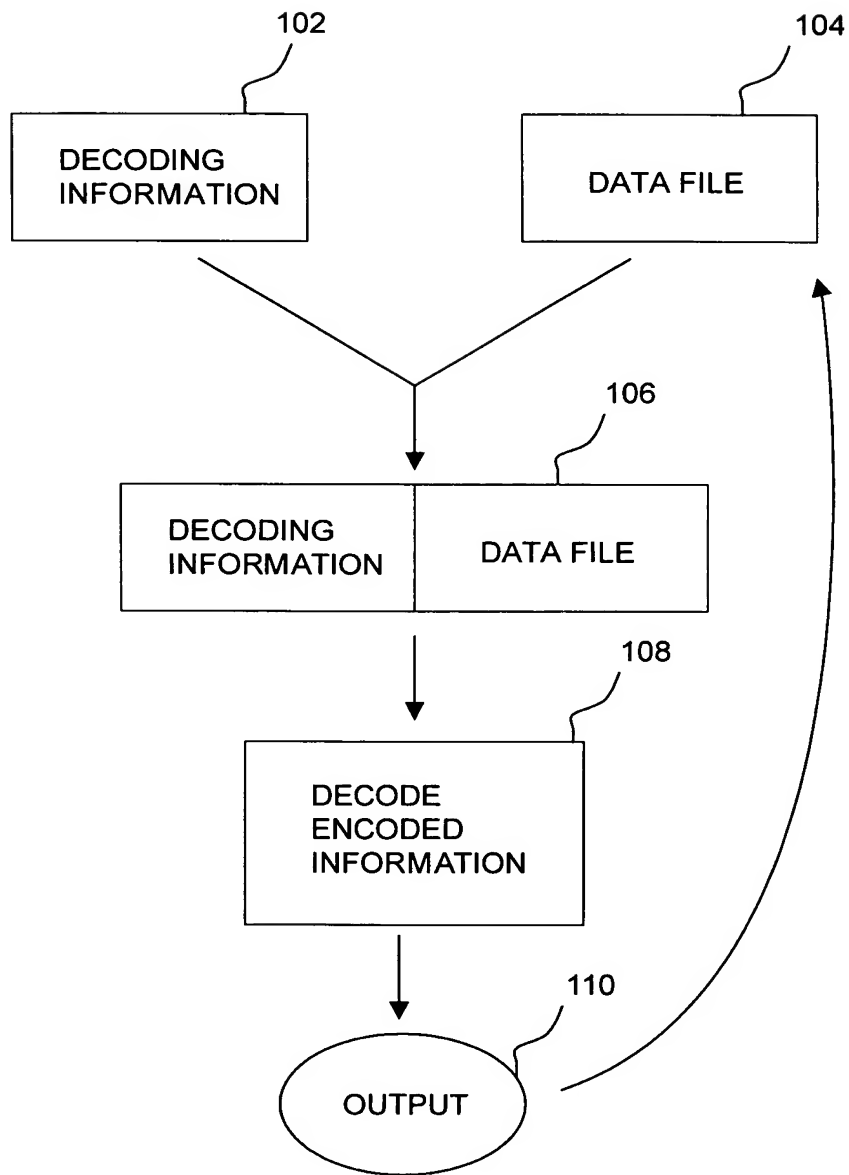 102
104
DECODING
INFORMATION
DATA FILE
106
DECODING
INFORMATION
DATA FILE
108
DECODE
ENCODED
INFORMATION
110
OUTPUT